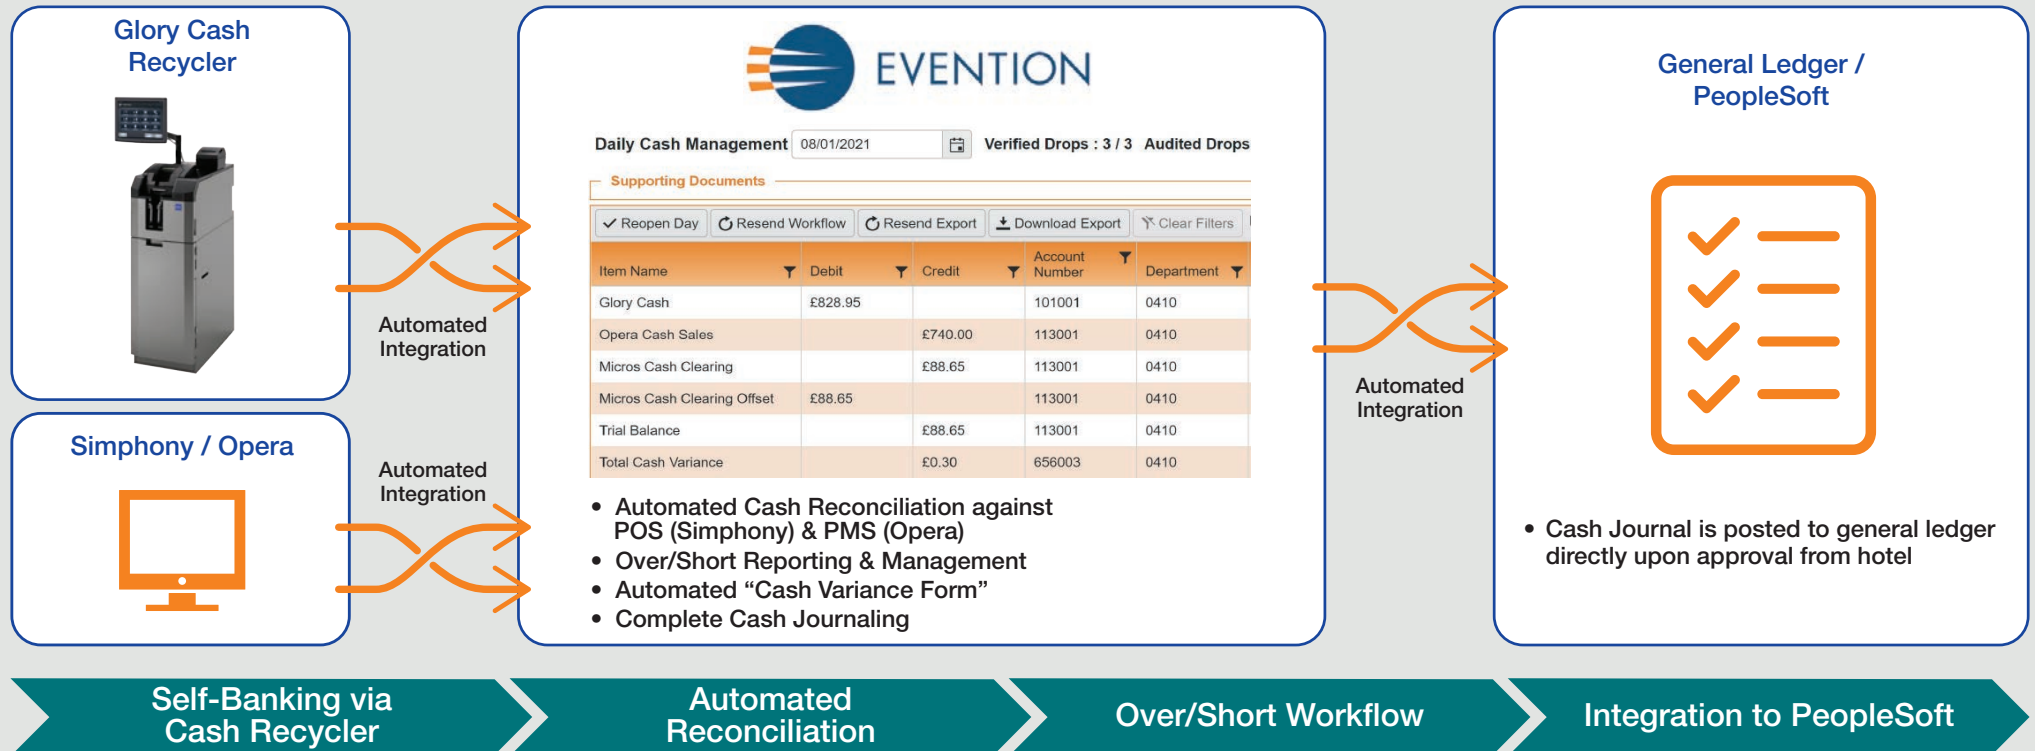 Glory Cash
Recycler
Automated
Integration
Simphony / Opera
Automated
Integration
EVENTION
Daily Cash Management 08/01/2021 Verified Drops : 3 / 3 Audited Drops
Supporting Documents
Reopen Day Resend Workflow Resend Export Download Export Clear Filters
Item Name Debit Credit Account Number Department
Glory Cash £828.95 101001 0410
Opera Cash Sales £740.00 113001 0410
Micros Cash Clearing £88.65 113001 0410
Micros Cash Clearing Offset £88.65 113001 0410
Trial Balance £88.65 113001 0410
Total Cash Variance £0.30 656003 0410
• Automated Cash Reconciliation against
POS (Simphony) & PMS (Opera)
• Over/Short Reporting & Management
• Automated “Cash Variance Form”
• Complete Cash Journaling
Automated
Integration
General Ledger /
PeopleSoft
• Cash Journal is posted to general ledger
directly upon approval from hotel
Self-Banking via
Cash Recycler
Automated
Reconciliation
Over/Short Workflow
Integration to PeopleSoft